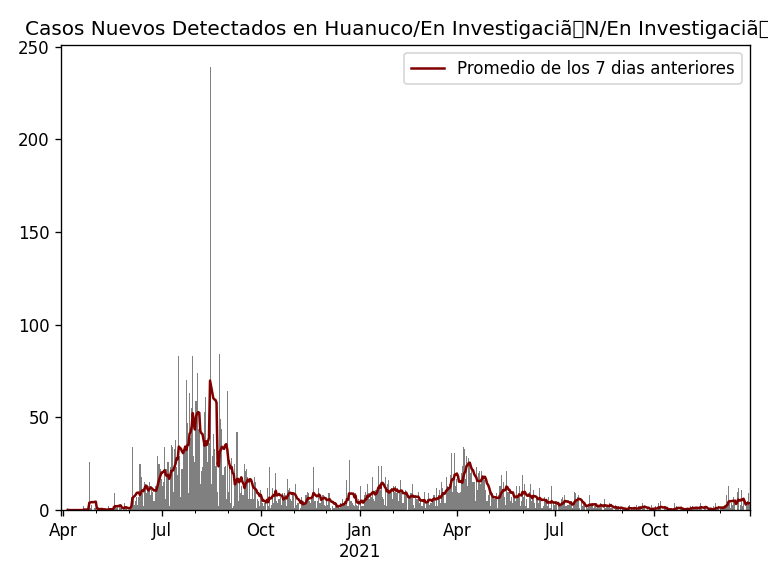 Casos Nuevos Detectados en Huanuco/En Investigaciã▯N/En Investigaciã▯
250
200
150
100
50
0
Promedio de los 7 dias anteriores
Apr Jul Oct Jan Apr Jul Oct
2021